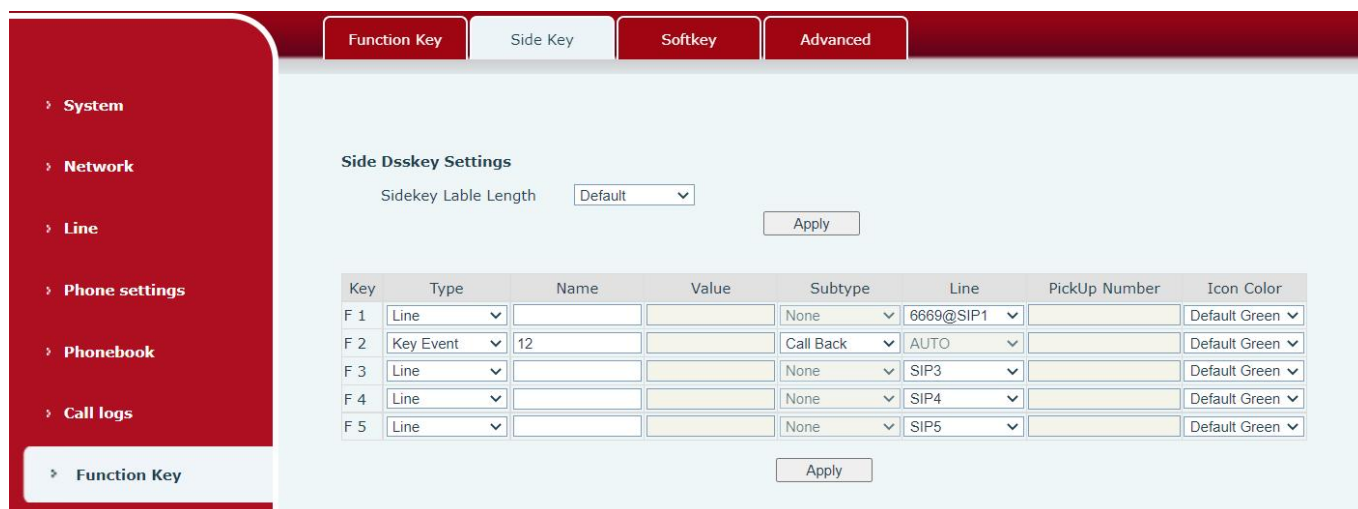 Function Key Side Key Softkey Advanced
System
Network
Line
Phone settings
Phonebook
Call logs
Function Key
Side Dsskey Settings
Sidekey Lable Length Default
Apply
Key Type Name Value Subtype Line PickUp Number Icon Color
F 1 Line None 6669@SIP1 Default Green
F 2 Key Event 12 Call Back AUTO Default Green
F 3 Line None SIP3 Default Green
F 4 Line None SIP4 Default Green
F 5 Line None SIP5 Default Green
Apply